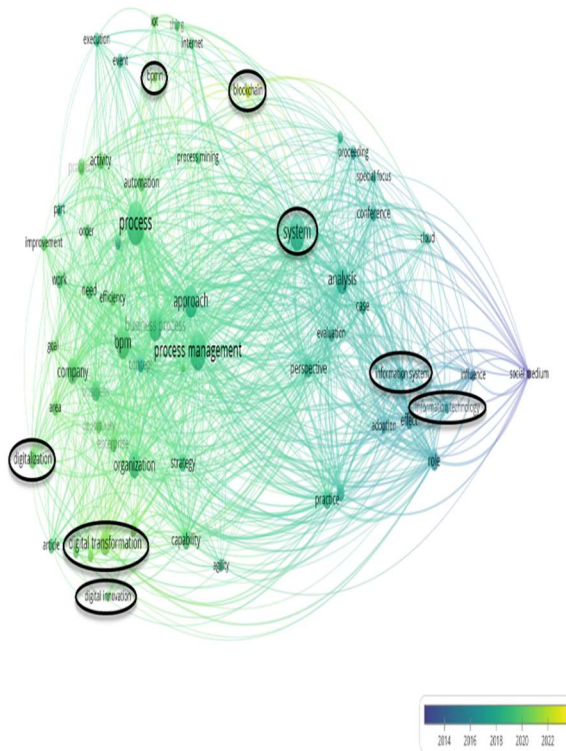 thing
execution
internet
event
bpmn
blockchain
proceeding
process mining
activity
special focus
automation
part
conference
process
order
system
cloud
improvement
work
analysis
need
efficiency
approach
case
business process
evaluation
goal
bpm
process management
company
perspective
information system
influence
social medium
area
information technology
adoption
effect
enterprise
digitalization
organization
strategy
role
practice
article
digital transformation
capability
agility
digital innovation
2014 2016 2018 2020 2022